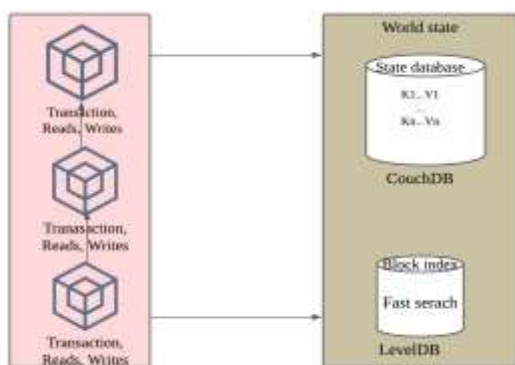 Transaction,
Reads, Writes
Tranasaction,
Reads, Writes
Transaction,
Reads, Writes
World state
State database
K1...V1
...
Kn...Vn
CouchDB
Block index
Fast serach
LevelDB